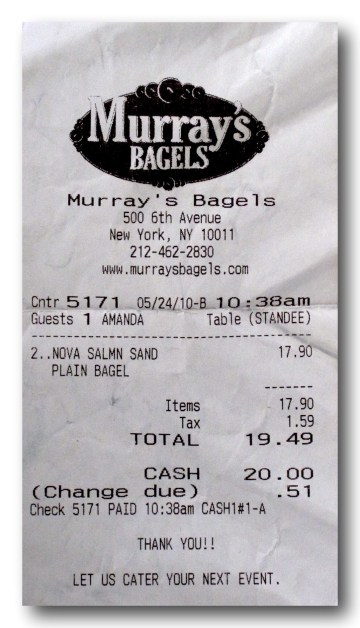 Murray's
BAGELS
Murray's Bagels
500 6th Avenue
New York, NY 10011
212-462-2830
www.murraysbagels.com
Cntr 5171 05/24/10-B 10:38am
Guests 1 AMANDA Table (STANDEE)
--------------------------------
2..NOVA SALMN SAND 17.90
PLAIN BAGEL
-------
Items 17.90
Tax 1.59
TOTAL 19.49
CASH 20.00
(Change due) .51
Check 5171 PAID 10:38am CASH1#1-A
THANK YOU!!
LET US CATER YOUR NEXT EVENT.